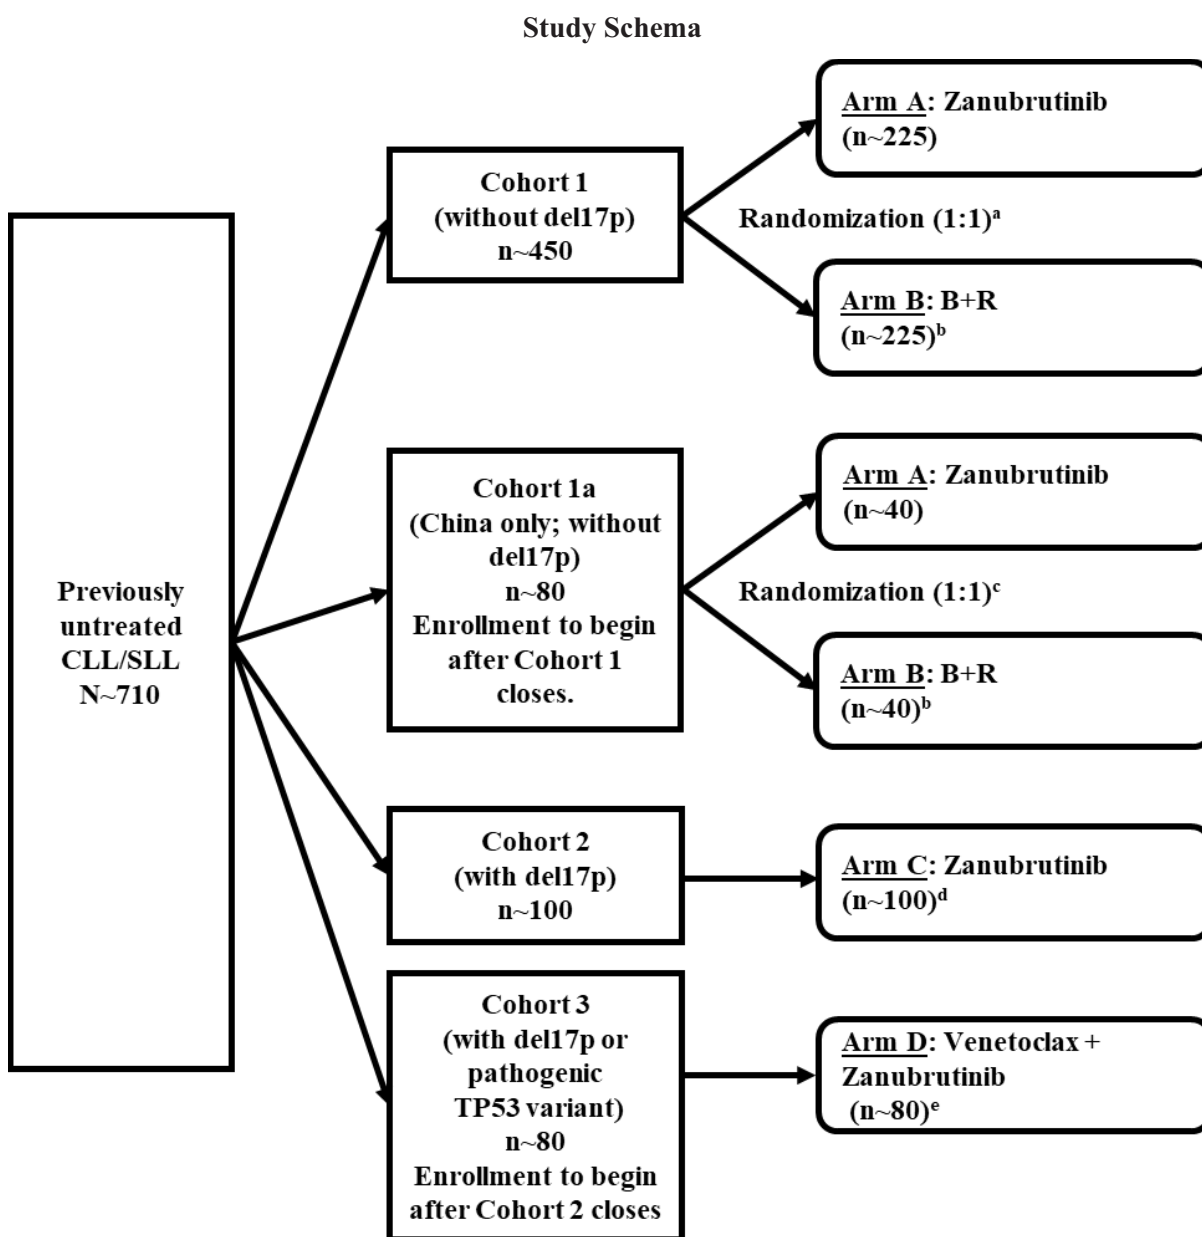 Study Schema
Previously
untreated
CLL/SLL
N~710
Cohort 1
(without del17p)
n~450
Arm A: Zanubrutinib
(n~225)
Randomization (1:1)ᵃ
Arm B: B+R
(n~225)ᵇ
Cohort 1a
(China only; without
del17p)
n~80
Enrollment to begin
after Cohort 1
closes.
Arm A: Zanubrutinib
(n~40)
Randomization (1:1)ᶜ
Arm B: B+R
(n~40)ᵇ
Cohort 2
(with del17p)
n~100
Arm C: Zanubrutinib
(n~100)ᵈ
Cohort 3
(with del17p or
pathogenic
TP53 variant)
n~80
Enrollment to begin
after Cohort 2 closes
Arm D: Venetoclax +
Zanubrutinib
(n~80)ᵉ